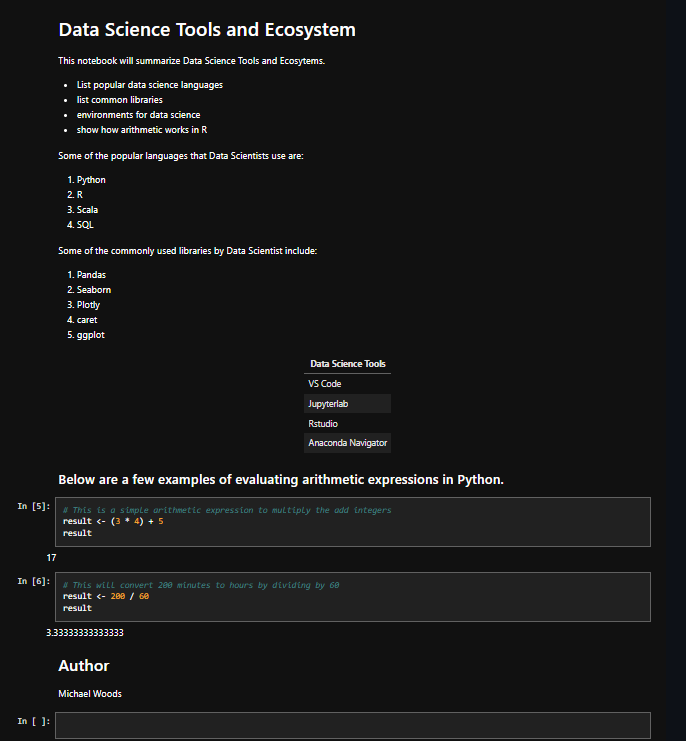 Data Science Tools and Ecosystem
This notebook will summarize Data Science Tools and Ecosytems.
• List popular data science languages
• list common libraries
• environments for data science
• show how arithmetic works in R
Some of the popular languages that Data Scientists use are:
1. Python
2. R
3. Scala
4. SQL
Some of the commonly used libraries by Data Scientist include:
1. Pandas
2. Seaborn
3. Plotly
4. caret
5. ggplot
Data Science Tools
VS Code
Jupyterlab
Rstudio
Anaconda Navigator
Below are a few examples of evaluating arithmetic expressions in Python.
In [5]: # This is a simple arithmetic expression to multiply the add integers
result <- (3 * 4) + 5
result
17
In [6]: # This will convert 200 minutes to hours by dividing by 60
result <- 200 / 60
result
3.33333333333333
Author
Michael Woods
In [ ]: